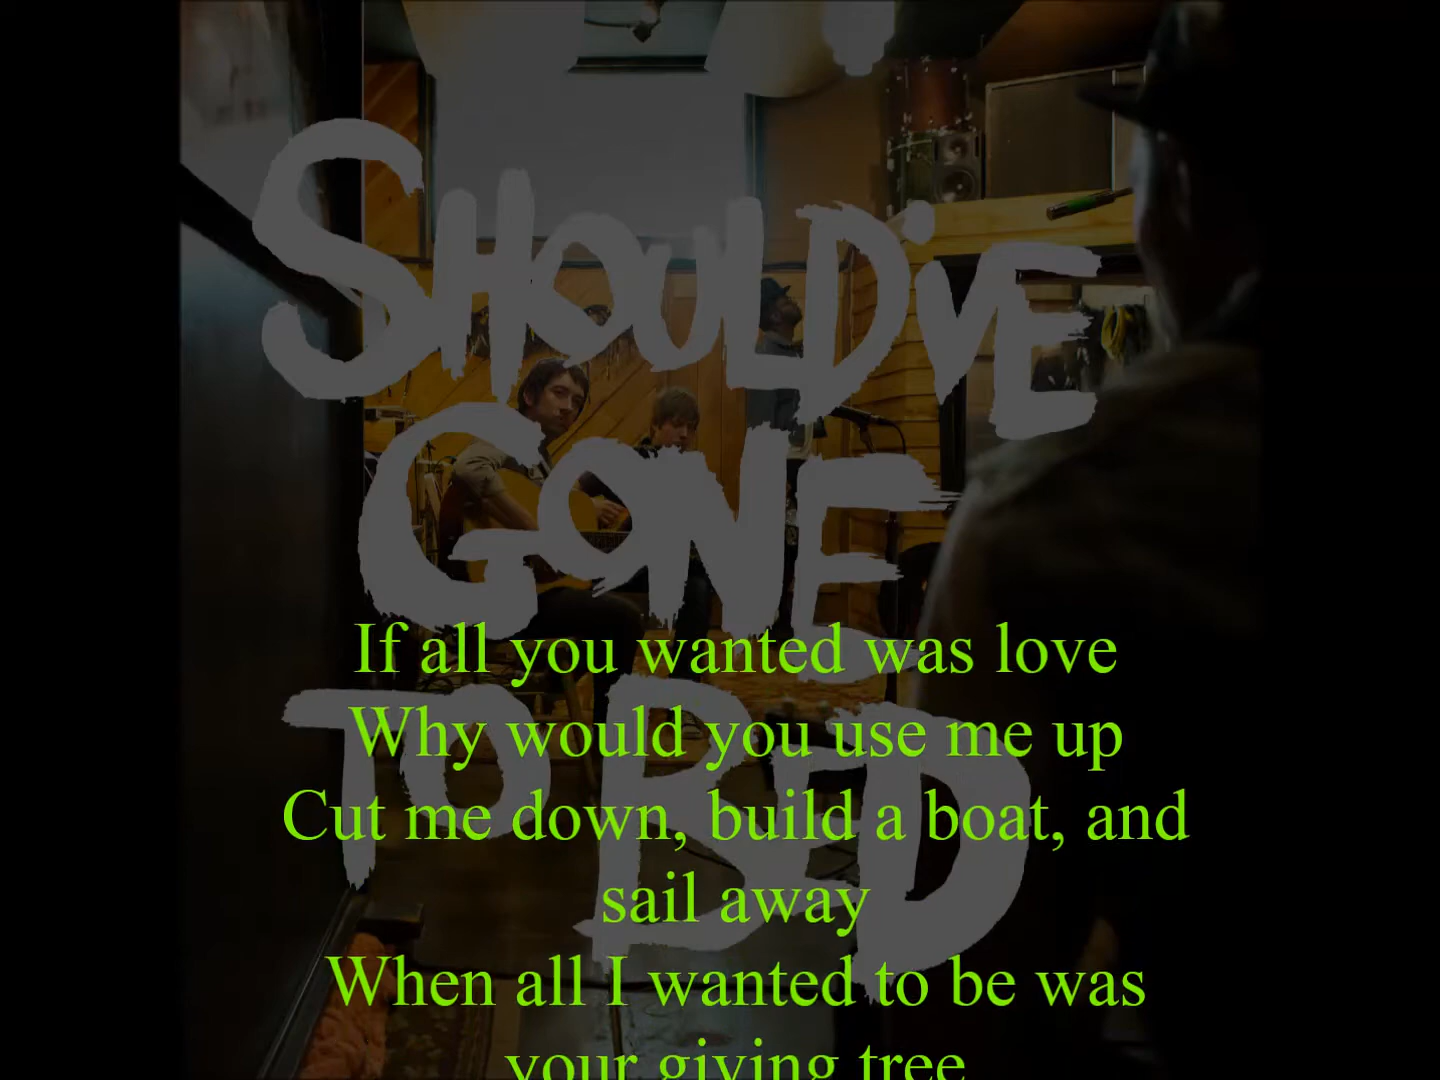 SHOULD'VE
GONE
TO BED
If all you wanted was love
Why would you use me up
Cut me down, build a boat, and
sail away
When all I wanted to be was
your giving tree